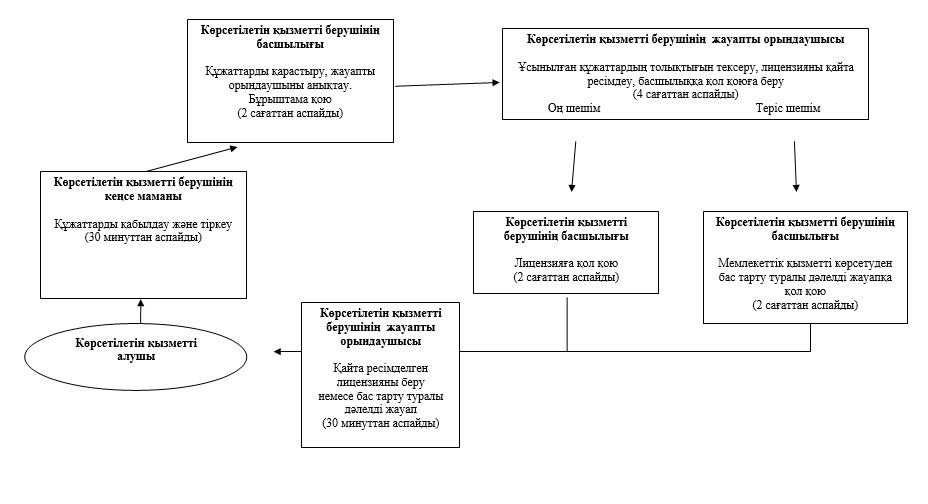 Көрсетілетін қызметті берушінің
басшылығы
Құжаттарды қарастыру, жауапты
орындаушыны анықтау.
Бұрыштама қою
(2 сағаттан аспайды)
Көрсетілетін қызметті берушінің  жауапты орындаушысы
Ұсынылған құжаттардың толықтығын тексеру, лицензияны қайта
ресімдеу, басшылыққа қол қоюға беру
(4 сағаттан аспайды)
Оң шешім Теріс шешім
Көрсетілетін қызметті берушінің
кеңсе маманы
Құжаттарды қабылдау және тіркеу
(30 минуттан аспайды)
Көрсетілетін қызметті
берушінің басшылығы
Лицензияға қол қою
(2 сағаттан аспайды)
Көрсетілетін қызметті берушінің
басшылығы
Мемлекеттік қызметті көрсетуден
бас тарту туралы дәлелді жауапқа
қол қою
(2 сағаттан аспайды)
Көрсетілетін қызметті
берушінің  жауапты
орындаушысы
Қайта ресімделген
лицензияны беру
немесе бас тарту туралы
дәлелді жауап
(30 минуттан аспайды)
Көрсетілетін қызметті
алушы